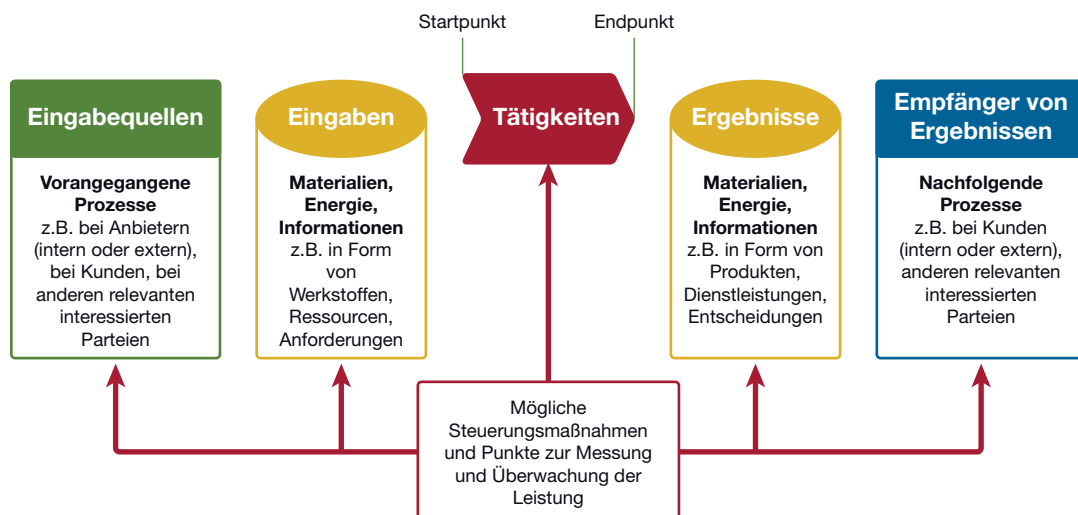 Startpunkt
Endpunkt
Eingabequellen
Vorangegangene
Prozesse
z.B. bei Anbietern
(intern oder extern),
bei Kunden, bei
anderen relevanten
interessierten
Parteien
Eingaben
Materialien,
Energie,
Informationen
z.B. in Form
von
Werkstoffen,
Ressourcen,
Anforderungen
Tätigkeiten
Ergebnisse
Materialien,
Energie,
Informationen
z.B. in Form von
Produkten,
Dienstleistungen,
Entscheidungen
Empfänger von
Ergebnissen
Nachfolgende
Prozesse
z.B. bei Kunden
(intern oder extern),
anderen relevanten
interessierten
Parteien
Mögliche
Steuerungsmaßnahmen
und Punkte zur Messung
und Überwachung der
Leistung